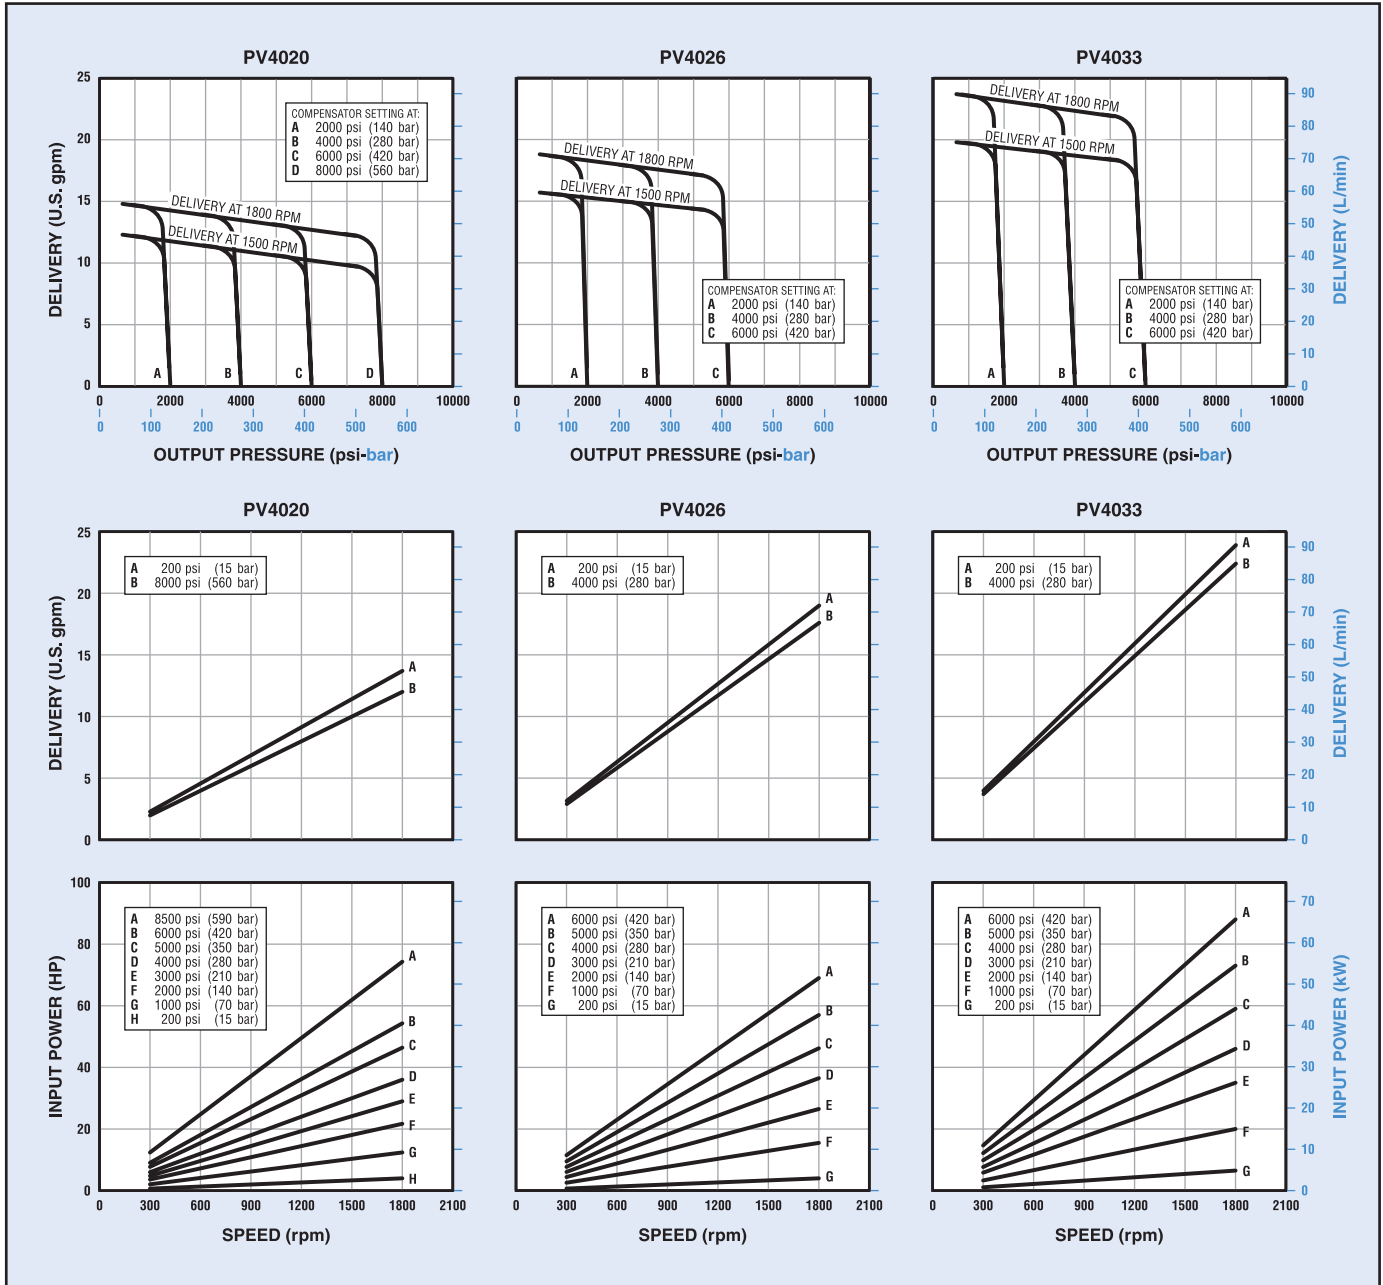 PV4020
PV4026
PV4033
DELIVERY (U.S. gpm)
25
20
15
10
5
0
COMPENSATOR SETTING AT:
A 2000 psi (140 bar)
B 4000 psi (280 bar)
C 6000 psi (420 bar)
D 8000 psi (560 bar)
DELIVERY AT 1800 RPM
DELIVERY AT 1500 RPM
A B C D
0 2000 4000 6000 8000 10000
0 100 200 300 400 500 600
OUTPUT PRESSURE (psi-bar)
DELIVERY AT 1800 RPM
DELIVERY AT 1500 RPM
COMPENSATOR SETTING AT:
A 2000 psi (140 bar)
B 4000 psi (280 bar)
C 6000 psi (420 bar)
A B C
0 2000 4000 6000 8000 10000
0 100 200 300 400 500 600
OUTPUT PRESSURE (psi-bar)
DELIVERY AT 1800 RPM
DELIVERY AT 1500 RPM
COMPENSATOR SETTING AT:
A 2000 psi (140 bar)
B 4000 psi (280 bar)
C 6000 psi (420 bar)
A B C
0 2000 4000 6000 8000 10000
0 100 200 300 400 500 600
OUTPUT PRESSURE (psi-bar)
90
80
70
60
50
40
30
20
10
0
DELIVERY (L/min)
PV4020
PV4026
PV4033
DELIVERY (U.S. gpm)
25
20
15
10
5
0
A 200 psi (15 bar)
B 8000 psi (560 bar)
A
B
A 200 psi (15 bar)
B 4000 psi (280 bar)
A
B
A 200 psi (15 bar)
B 4000 psi (280 bar)
A
B
90
80
70
60
50
40
30
20
10
0
DELIVERY (L/min)
INPUT POWER (HP)
100
80
60
40
20
0
A 8500 psi (590 bar)
B 6000 psi (420 bar)
C 5000 psi (350 bar)
D 4000 psi (280 bar)
E 3000 psi (210 bar)
F 2000 psi (140 bar)
G 1000 psi (70 bar)
H 200 psi (15 bar)
A
B
C
D
E
F
G
H
0 300 600 900 1200 1500 1800 2100
SPEED (rpm)
A 6000 psi (420 bar)
B 5000 psi (350 bar)
C 4000 psi (280 bar)
D 3000 psi (210 bar)
E 2000 psi (140 bar)
F 1000 psi (70 bar)
G 200 psi (15 bar)
A
B
C
D
E
F
G
0 300 600 900 1200 1500 1800 2100
SPEED (rpm)
A 6000 psi (420 bar)
B 5000 psi (350 bar)
C 4000 psi (280 bar)
D 3000 psi (210 bar)
E 2000 psi (140 bar)
F 1000 psi (70 bar)
G 200 psi (15 bar)
A
B
C
D
E
F
G
0 300 600 900 1200 1500 1800 2100
SPEED (rpm)
70
60
50
40
30
20
10
0
INPUT POWER (kW)